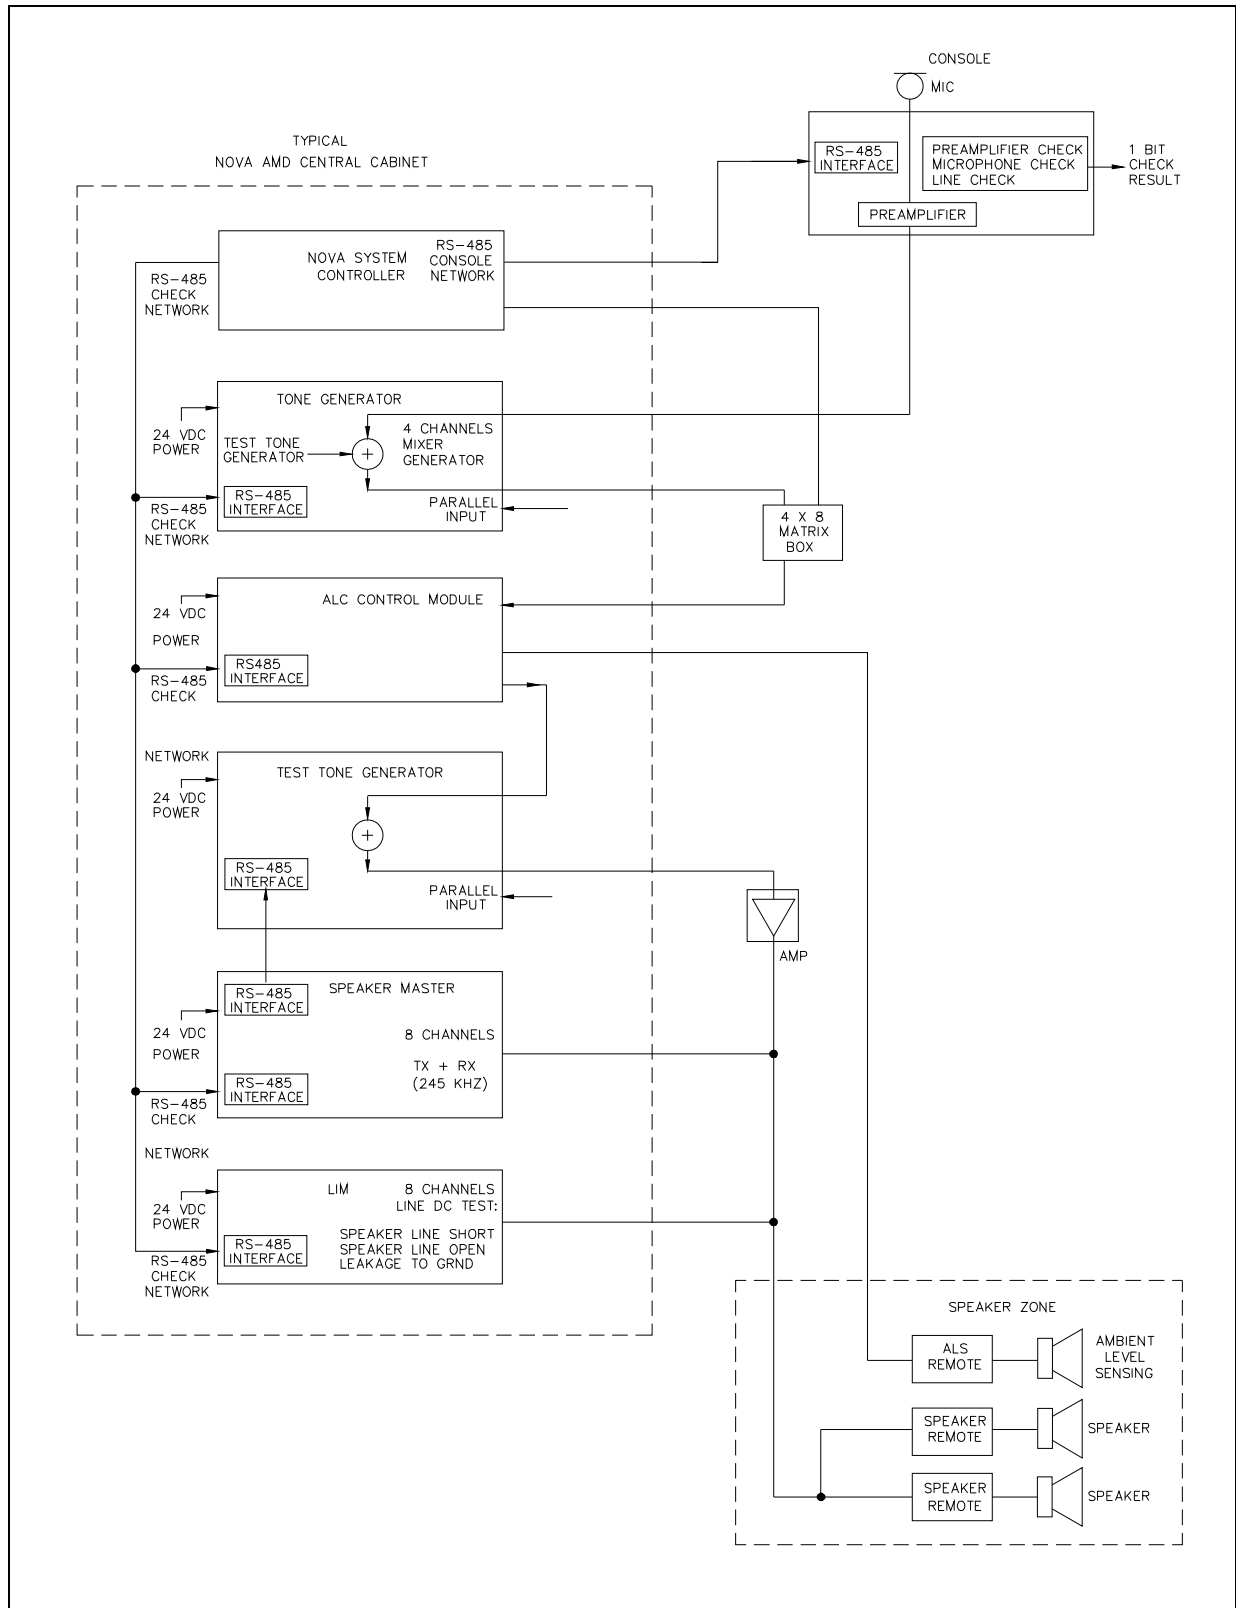 CONSOLE
MIC
TYPICAL
NOVA AMD CENTRAL CABINET
RS-485
INTERFACE
PREAMPLIFIER CHECK
MICROPHONE CHECK
LINE CHECK
1 BIT
CHECK
RESULT
PREAMPLIFIER
NOVA SYSTEM
CONTROLLER
RS-485
CONSOLE
NETWORK
RS-485
CHECK
NETWORK
TONE GENERATOR
24 VDC
POWER
TEST TONE
GENERATOR
+
4 CHANNELS
MIXER
GENERATOR
RS-485
INTERFACE
PARALLEL
INPUT
RS-485
CHECK
NETWORK
4 X 8
MATRIX
BOX
ALC CONTROL MODULE
24 VDC
POWER
RS485
INTERFACE
RS-485
CHECK
NETWORK
TEST TONE GENERATOR
24 VDC
POWER
+
RS-485
INTERFACE
PARALLEL
INPUT
AMP
RS-485
INTERFACE
SPEAKER MASTER
24 VDC
POWER
8 CHANNELS
TX + RX
(245 KHZ)
RS-485
INTERFACE
RS-485
CHECK
NETWORK
LIM
8 CHANNELS
LINE DC TEST:
24 VDC
POWER
SPEAKER LINE SHORT
SPEAKER LINE OPEN
LEAKAGE TO GRND
RS-485
INTERFACE
RS-485
CHECK
NETWORK
SPEAKER ZONE
ALS
REMOTE
AMBIENT
LEVEL
SENSING
SPEAKER
REMOTE
SPEAKER
SPEAKER
REMOTE
SPEAKER